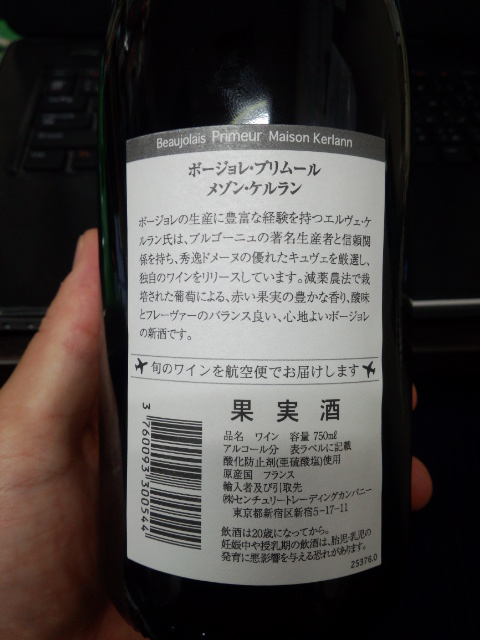 Beaujolais Primeur Maison Kerlann
ボージョレ・プリムール
メゾン・ケルラン
ボージョレの生産に豊富な経験を持つエルヴェ・ケ
ルラン氏は、ブルゴーニュの著名生産者と信頼関
係を持ち、秀逸ドメーヌの優れたキュヴェを厳選し、
独自のワインをリリースしています。減薬農法で栽
培された葡萄による、赤い果実の豊かな香り、酸味
とフレーヴァーのバランス良い、心地よいボージョレ
の新酒です。
旬のワインを航空便でお届けします
果実酒
品名 ワイン 容量 750mℓ
アルコール分 表ラベルに記載
酸化防止剤(亜硫酸塩)使用
原産国 フランス
輸入者及び引取先
㈱センチュリートレーディングカンパニー
東京都新宿区新宿5-17-11
飲酒は20歳になってから。
妊娠中や授乳期の飲酒は、胎児・乳児の
発育に悪影響を与える恐れがあります。
25376.0
3 760093 300544